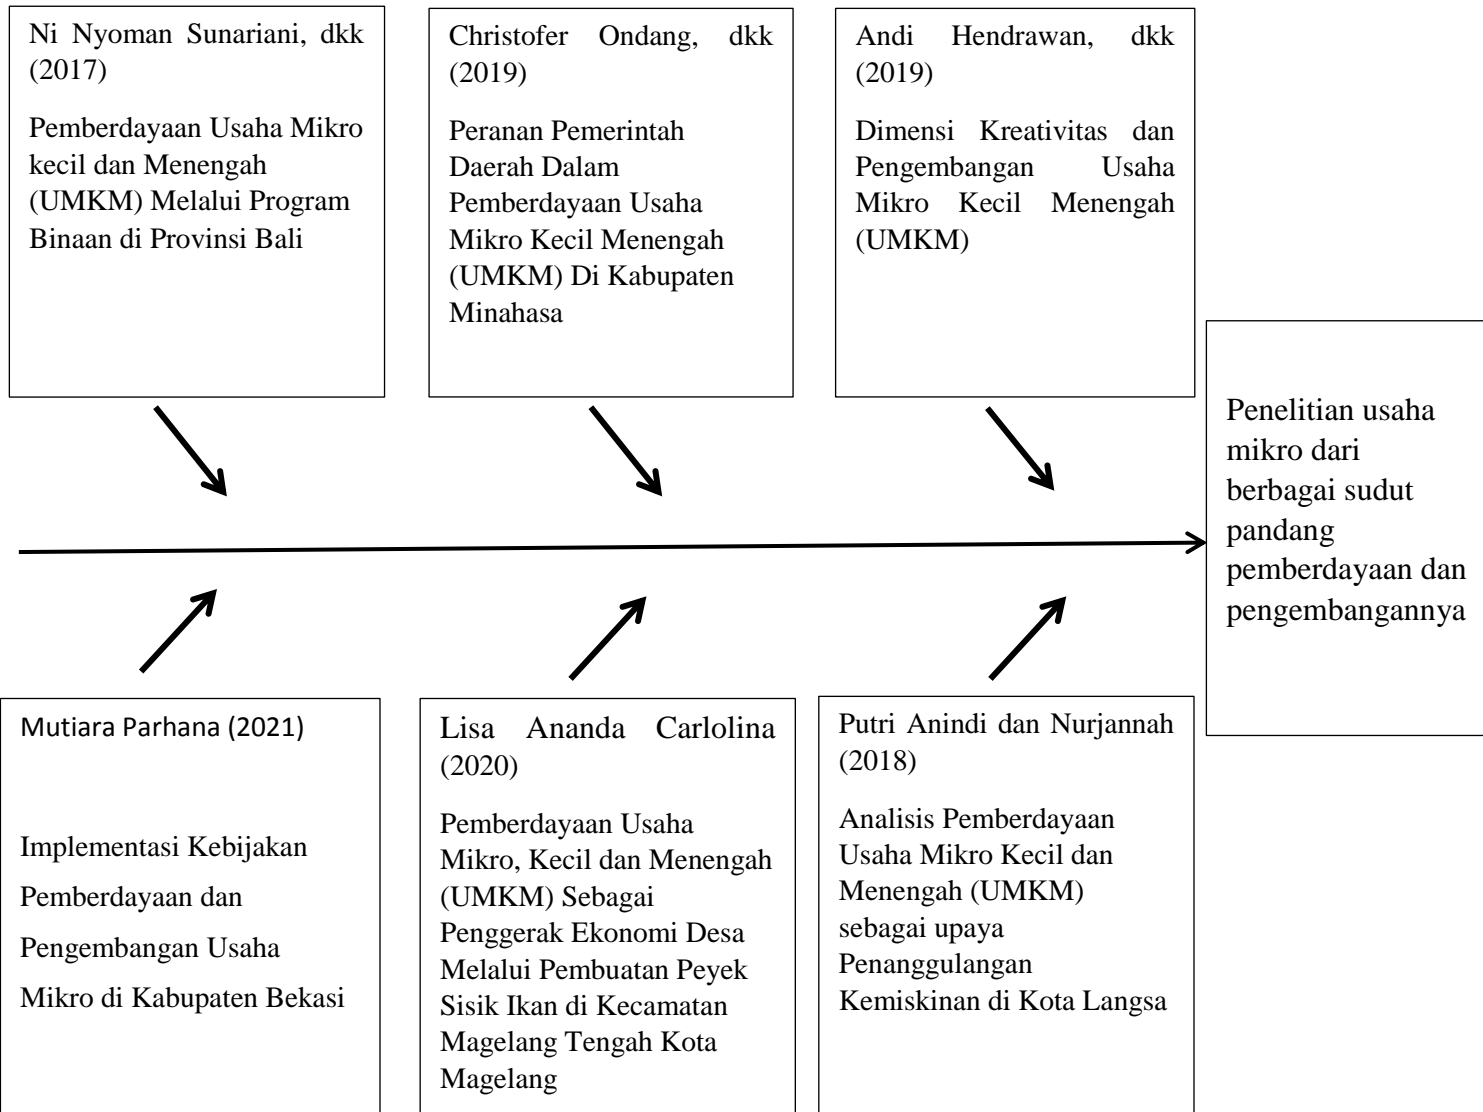 Ni Nyoman Sunariani, dkk
(2017)
Pemberdayaan Usaha Mikro
kecil dan Menengah
(UMKM) Melalui Program
Binaan di Provinsi Bali
Christofer Ondang, dkk
(2019)
Peranan Pemerintah
Daerah Dalam
Pemberdayaan Usaha
Mikro Kecil Menengah
(UMKM) Di Kabupaten
Minahasa
Andi Hendrawan, dkk
(2019)
Dimensi Kreativitas dan
Pengembangan Usaha
Mikro Kecil Menengah
(UMKM)
Penelitian usaha
mikro dari
berbagai sudut
pandang
pemberdayaan dan
pengembangannya
Mutiara Parhana (2021)
Implementasi Kebijakan
Pemberdayaan dan
Pengembangan Usaha
Mikro di Kabupaten Bekasi
Lisa Ananda Carlolina
(2020)
Pemberdayaan Usaha
Mikro, Kecil dan Menengah
(UMKM) Sebagai
Penggerak Ekonomi Desa
Melalui Pembuatan Peyek
Sisik Ikan di Kecamatan
Magelang Tengah Kota
Magelang
Putri Anindi dan Nurjannah
(2018)
Analisis Pemberdayaan
Usaha Mikro Kecil dan
Menengah (UMKM)
sebagai upaya
Penanggulangan
Kemiskinan di Kota Langsa